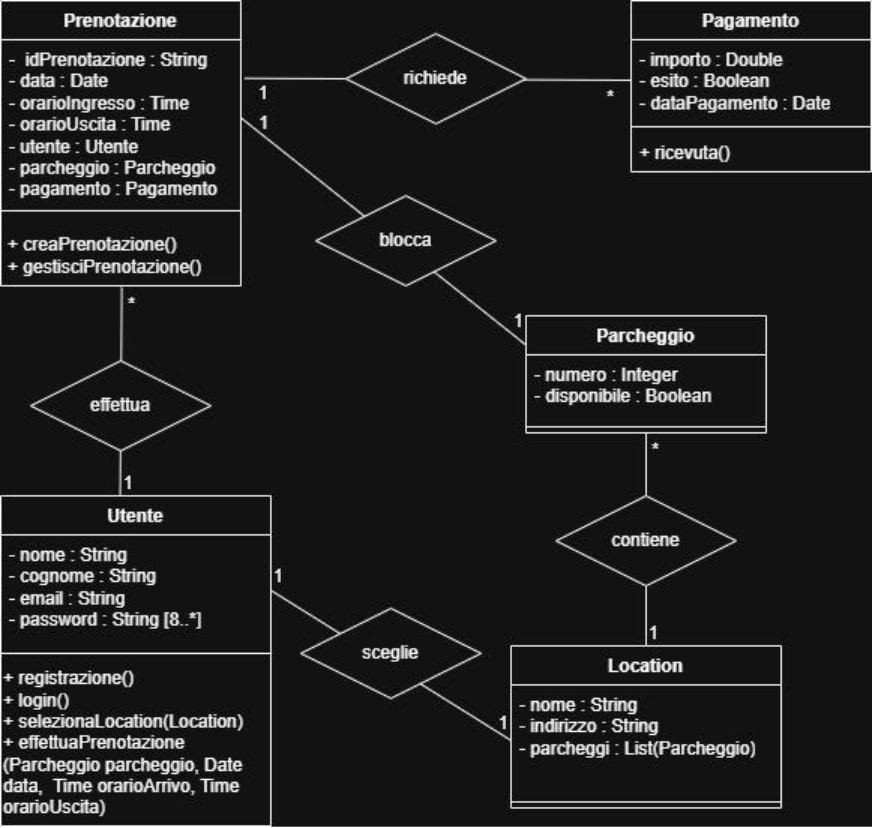 Prenotazione
- idPrenotazione : String
- data : Date
- orarioIngresso : Time
- orarioUscita : Time
- utente : Utente
- parcheggio : Parcheggio
- pagamento : Pagamento
+ creaPrenotazione()
+ gestisciPrenotazione()
1
richiede
*
Pagamento
- importo : Double
- esito : Boolean
- dataPagamento : Date
+ ricevuta()
1
blocca
1
Parcheggio
- numero : Integer
- disponibile : Boolean
*
effettua
1
*
contiene
1
Utente
- nome : String
- cognome : String
- email : String
- password : String [8..*]
+ registrazione()
+ login()
+ selezionaLocation(Location)
+ effettuaPrenotazione
(Parcheggio parcheggio, Date
data, Time orarioArrivo, Time
orarioUscita)
1
sceglie
1
Location
- nome : String
- indirizzo : String
- parcheggi : List(Parcheggio)